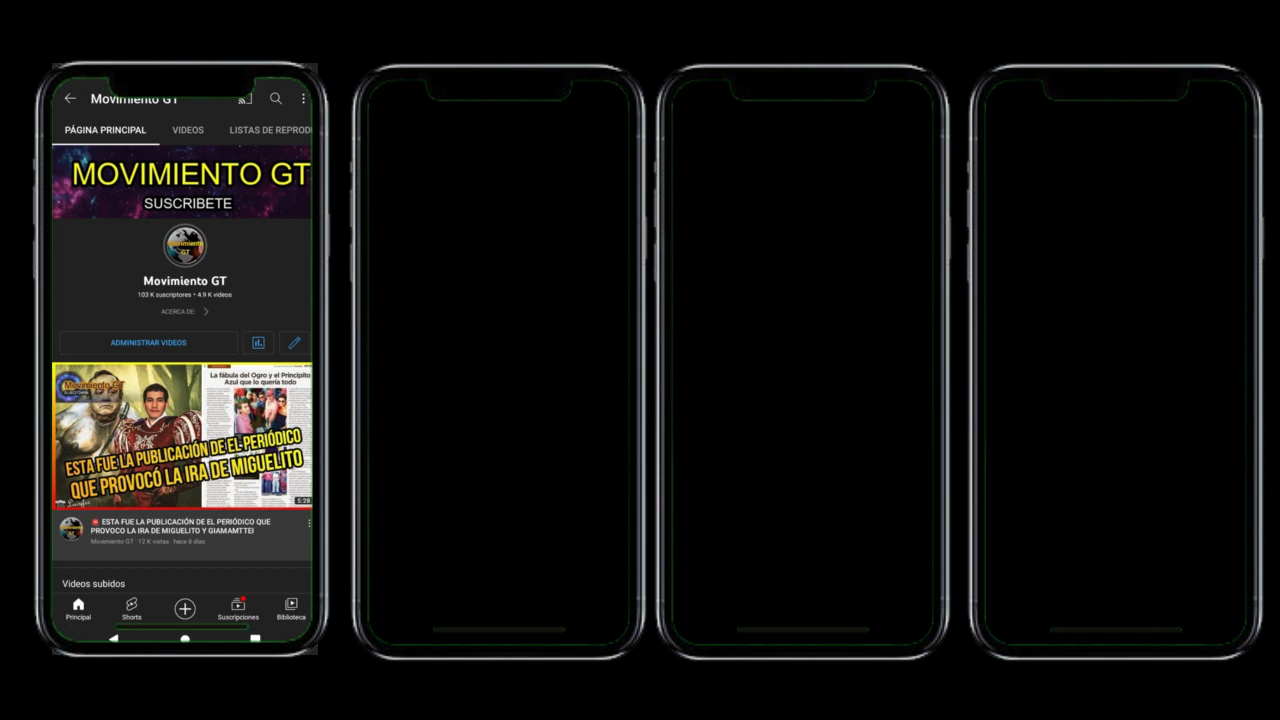 Movimiento GT
PÁGINA PRINCIPAL VIDEOS LISTAS DE REPROD
MOVIMIENTO GT
SUSCRIBETE
Movimiento
GT
Movimiento GT
103 K suscriptores • 4.9 K videos
ACERCA DE:
ADMINISTRAR VIDEOS
Movimiento GT
SUSCRIBETE
La fábula del Ogro y el Principito
Azul que lo quería todo
ESTA FUE LA PUBLICACIÓN DE EL PERIÓDICO
QUE PROVOCÓ LA IRA DE MIGUELITO
5:28
ESTA FUE LA PUBLICACIÓN DE EL PERIÓDICO QUE
PROVOCO LA IRA DE MIGUELITO Y GIAMAMTTEI
Movimiento GT · 12 K vistas · hace 8 días
Videos subidos
Principal Shorts Suscripciones Biblioteca